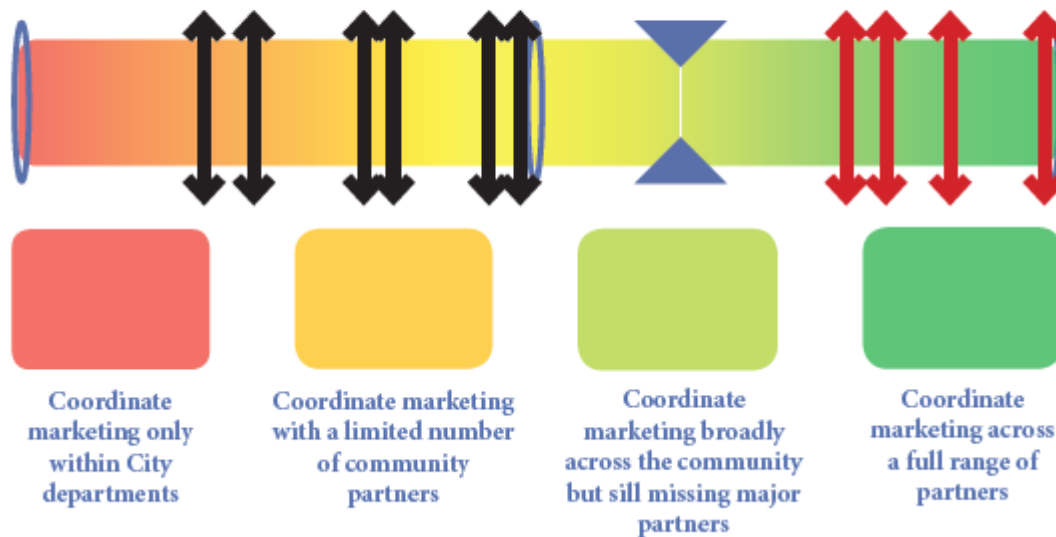 Coordinate
marketing only
within City
departments
Coordinate marketing
with a limited number
of community
partners
Coordinate
marketing broadly
across the community
but sill missing major
partners
Coordinate
marketing across
a full range of
partners